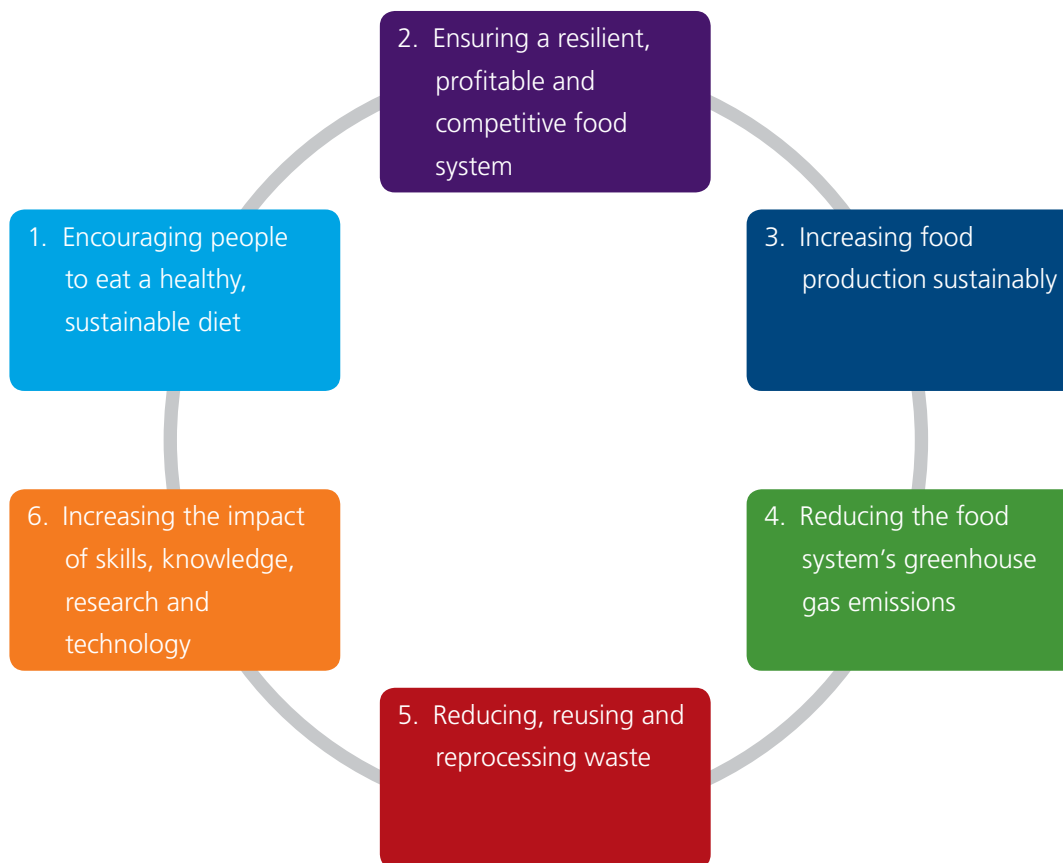 1. Encouraging people
to eat a healthy,
sustainable diet
2. Ensuring a resilient,
profitable and
competitive food
system
3. Increasing food
production sustainably
4. Reducing the food
system’s greenhouse
gas emissions
5. Reducing, reusing and
reprocessing waste
6. Increasing the impact
of skills, knowledge,
research and
technology